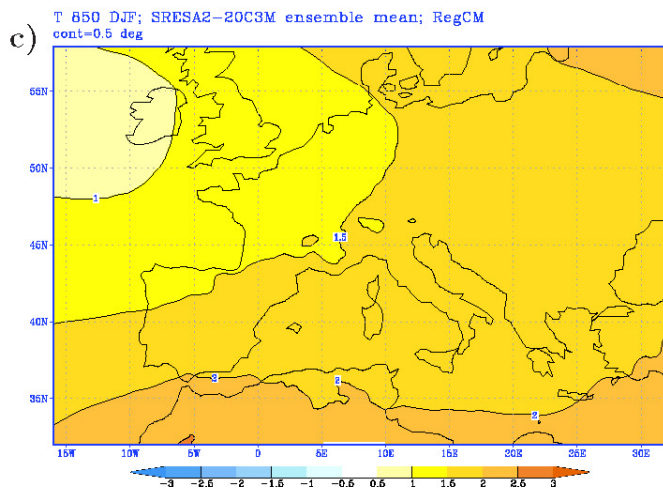 c)
T 850 DJF; SRESA2-20C3M ensemble mean; RegCM
cont=0.5 deg
55N
50N
45N
40N
35N
1
1.5
2
2
2
15W
10W
5W
0
5E
10E
15E
20E
25E
30E
-3
-2.5
-2
-1.5
-1
-0.5
0.5
1
1.5
2
2.5
3